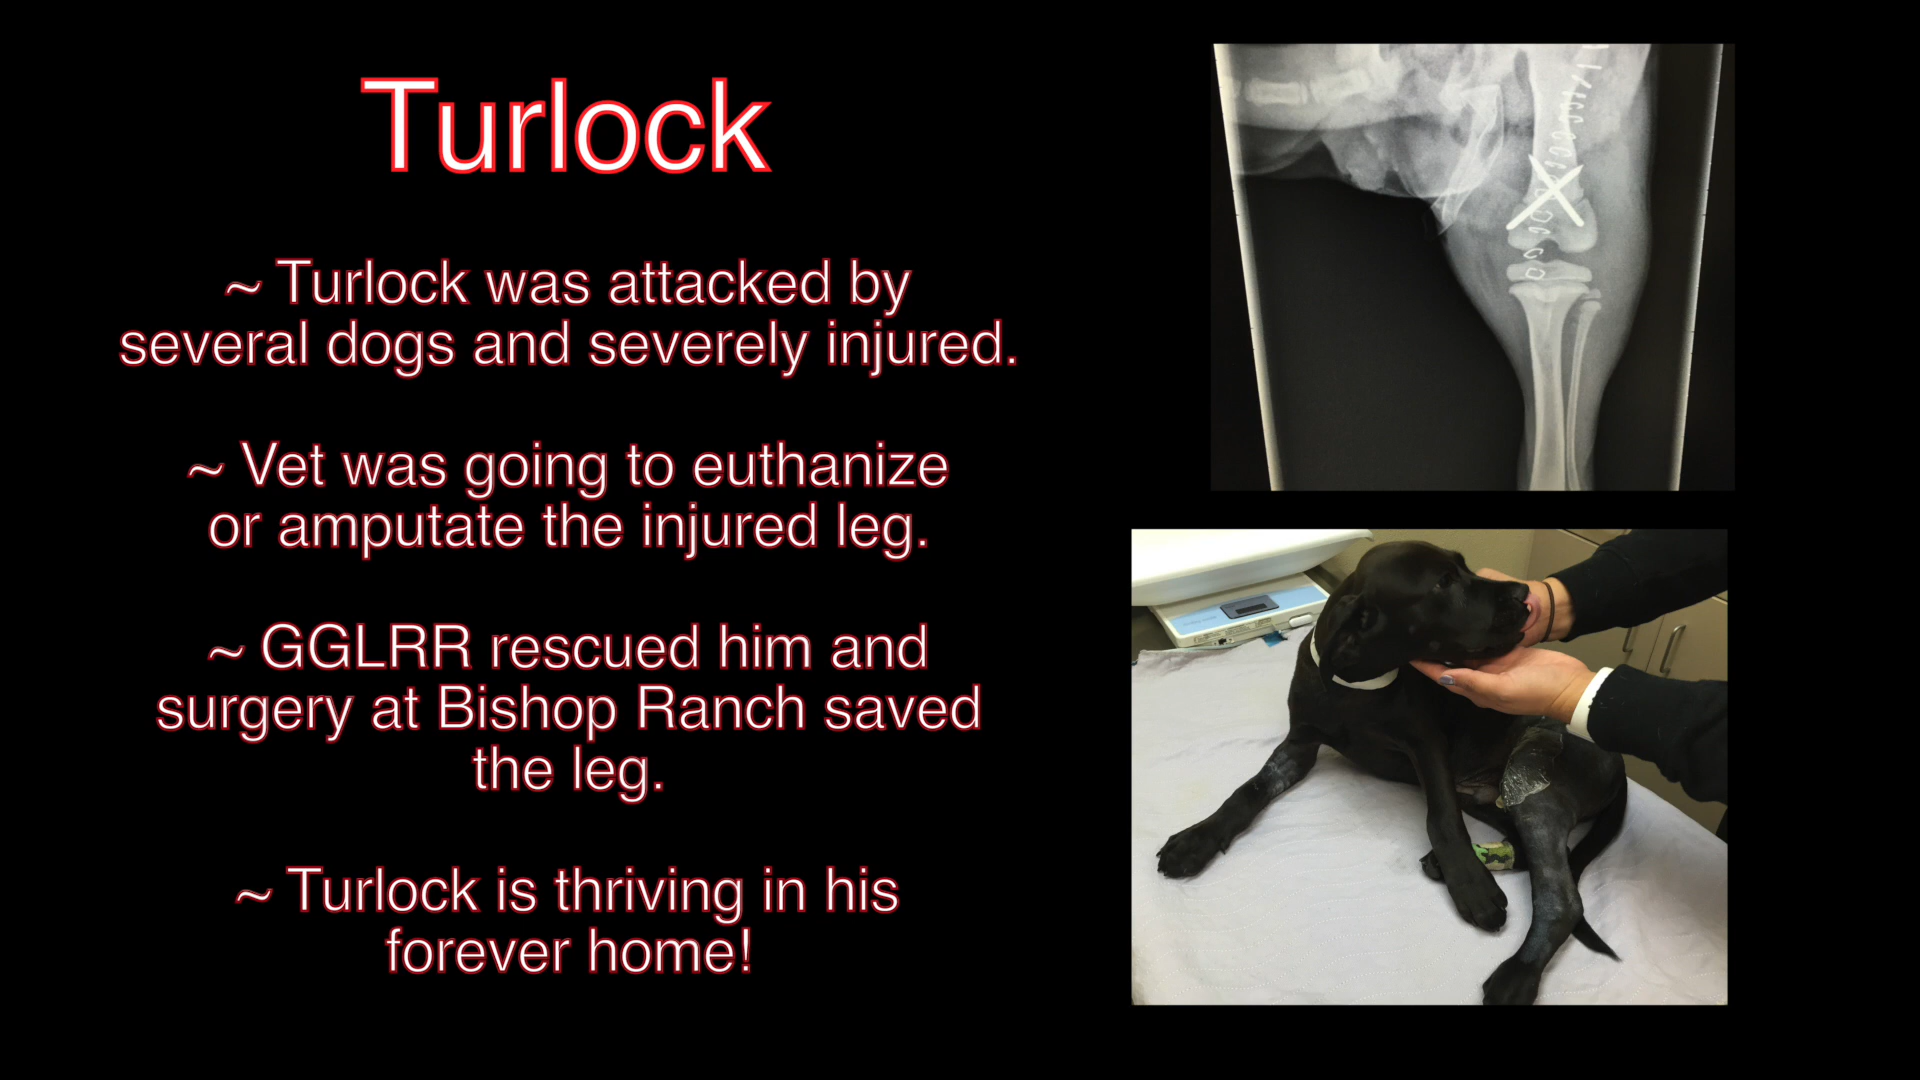 Turlock
~ Turlock was attacked by
several dogs and severely injured.
~ Vet was going to euthanize
or amputate the injured leg.
~ GGLRR rescued him and
surgery at Bishop Ranch saved
the leg.
~ Turlock is thriving in his
forever home!